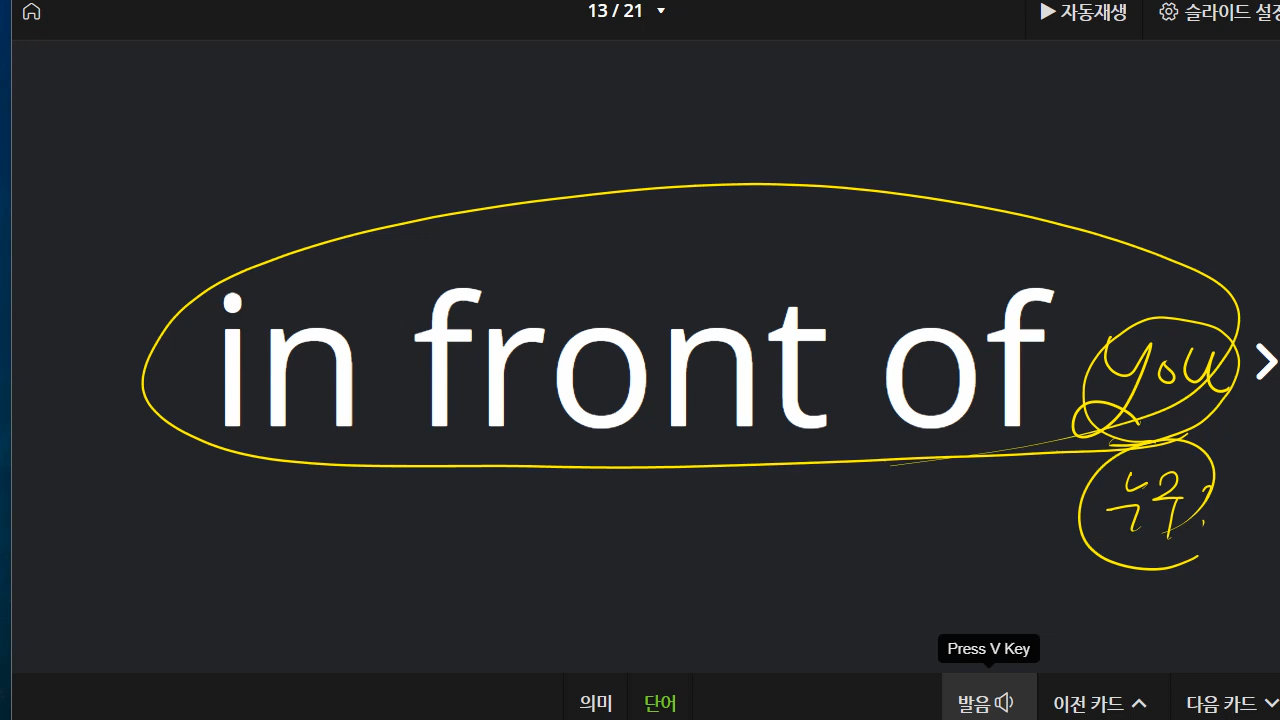 13 / 21
자동재생
슬라이드 설정
in front of you
누구?
Press V Key
의미
단어
발음
이전 카드
다음 카드